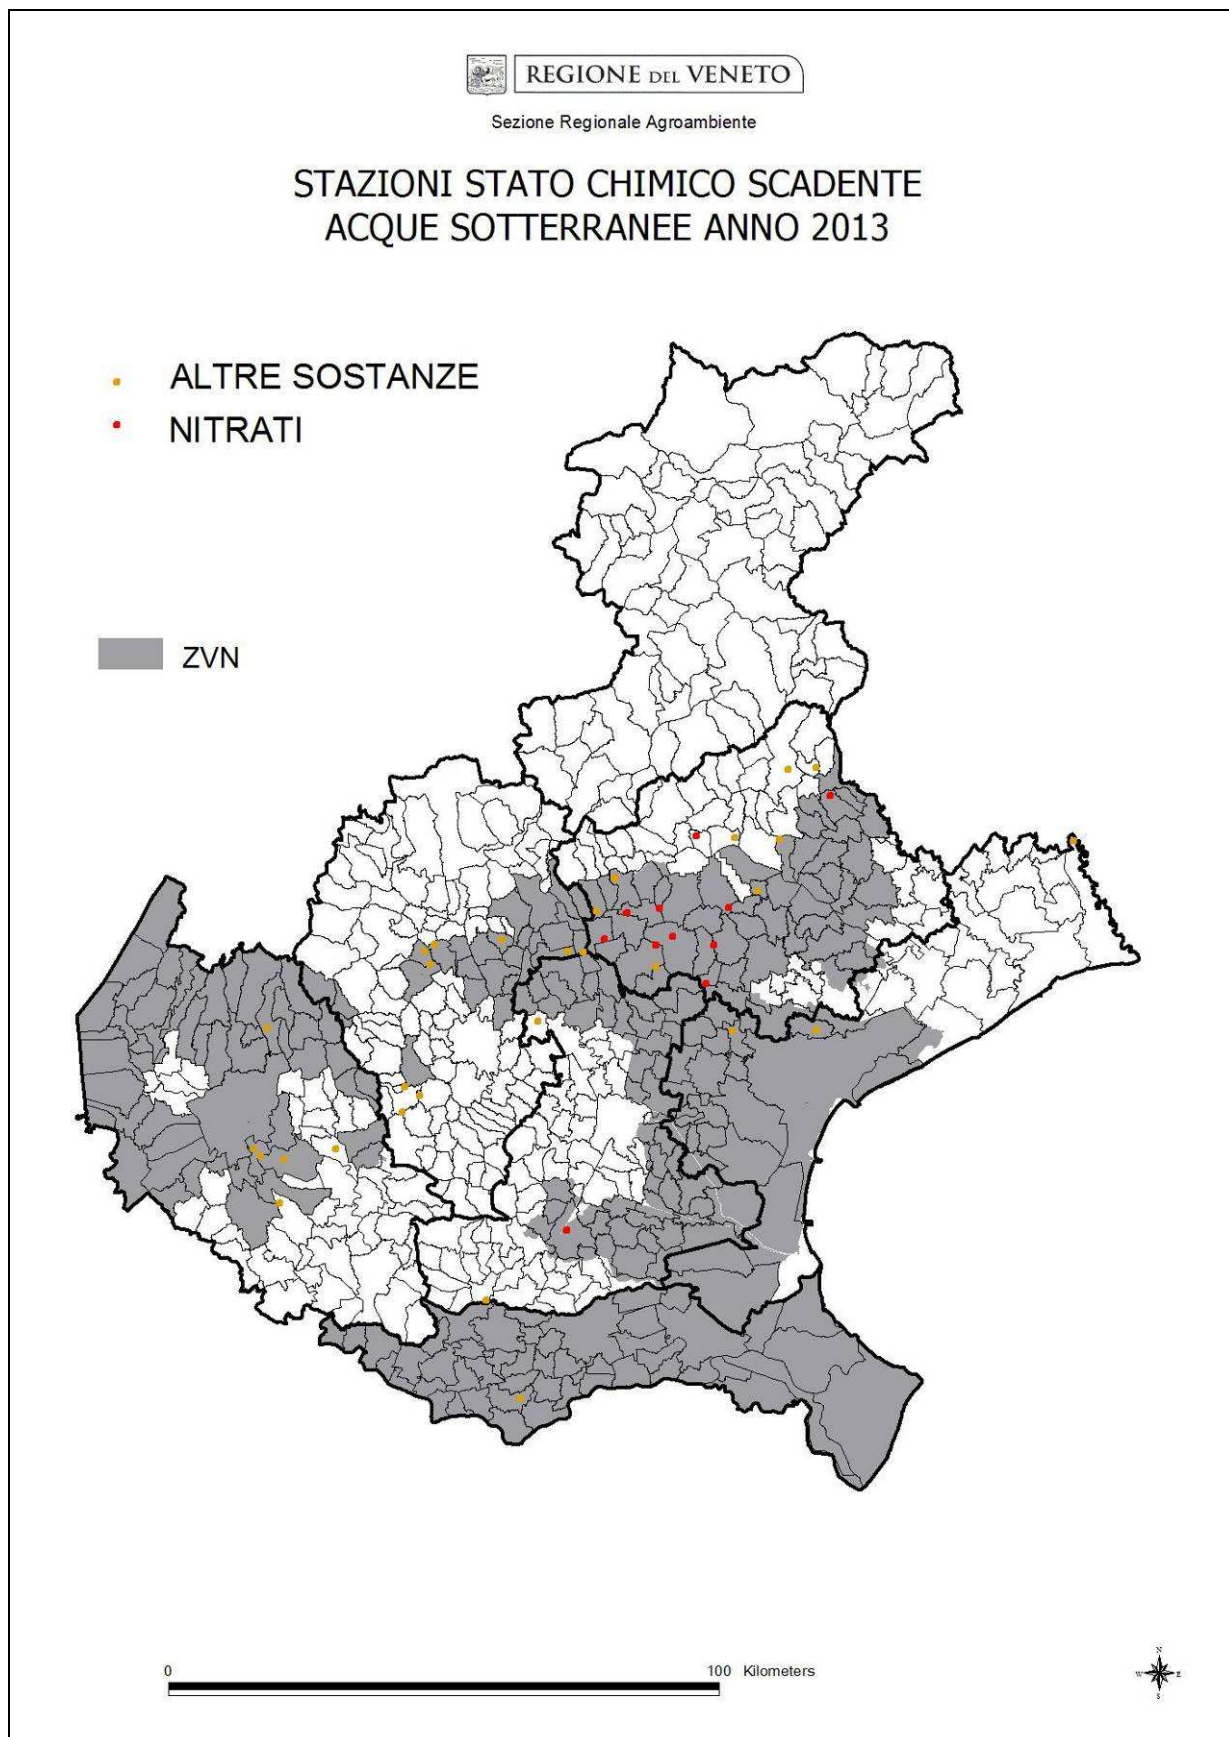 REGIONE DEL VENETO
Sezione Regionale Agroambiente
STAZIONI STATO CHIMICO SCADENTE
ACQUE SOTTERRANEE ANNO 2013
ALTRE SOSTANZE
NITRATI
ZVN
0 100 Kilometers
N
W E
S